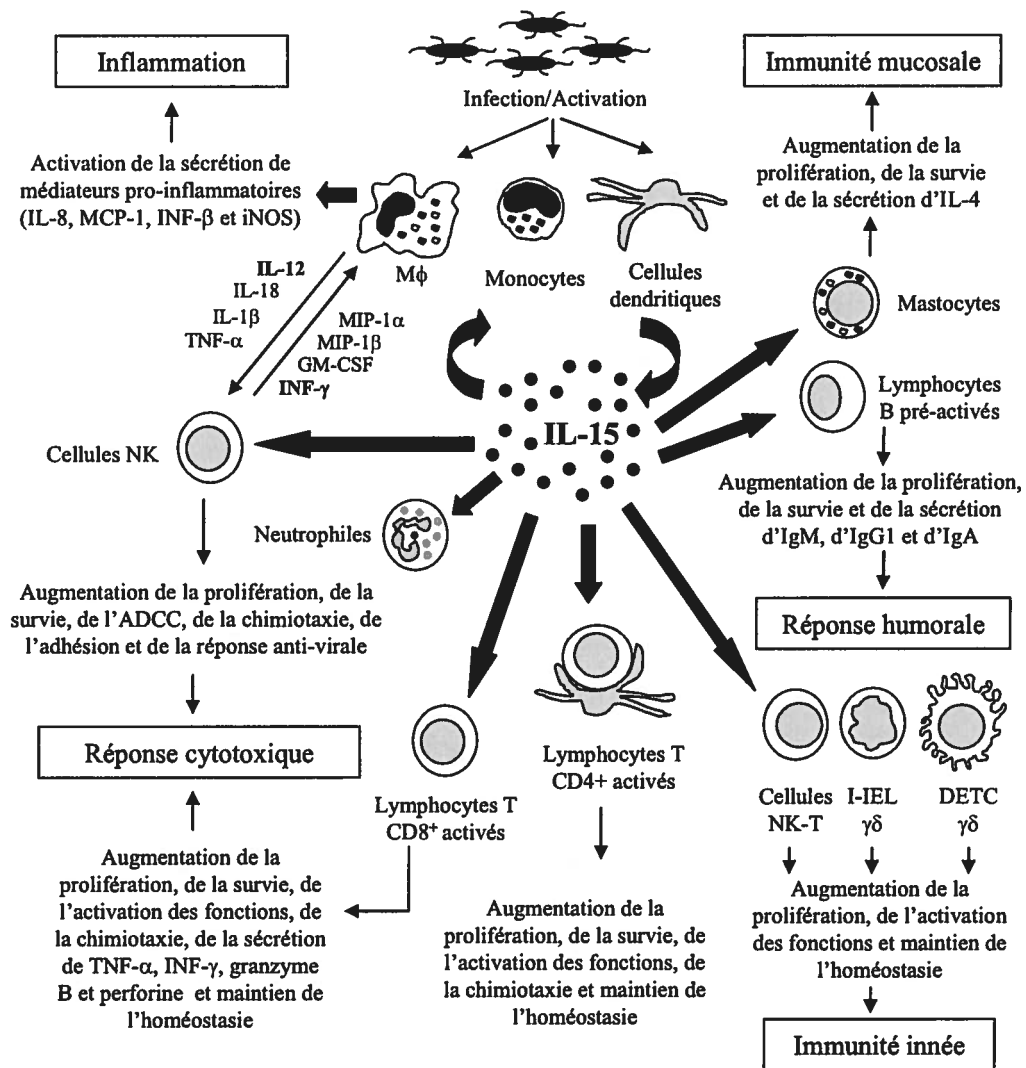 Inflammation
Infection/Activation
Immunité mucosale
Activation de la sécrétion de
médiateurs pro-inflammatoires
(IL-8, MCP-1, INF-β et iNOS)
Augmentation de la
prolifération, de la survie
et de la sécrétion d'IL-4
Mϕ
Monocytes
Cellules
dendritiques
Mastocytes
IL-12
IL-18
IL-1β
TNF-α
MIP-1α
MIP-1β
GM-CSF
INF-γ
Lymphocytes
B pré-activés
IL-15
Cellules NK
Neutrophiles
Augmentation de la prolifération,
de la survie et de la sécrétion
d'IgM, d'IgG1 et d'IgA
Augmentation de la prolifération, de la
survie, de l'ADCC, de la chimiotaxie, de
l'adhésion et de la réponse anti-virale
Réponse humorale
Réponse cytotoxique
Lymphocytes T
CD8⁺ activés
Lymphocytes T
CD4+ activés
Cellules
NK-T
I-IEL
γδ
DETC
γδ
Augmentation de la
prolifération, de la survie, de
l'activation des fonctions, de
la chimiotaxie, de la sécrétion
de TNF-α, INF-γ, granzyme
B et perforine et maintien de
l'homéostasie
Augmentation de la
prolifération, de la survie, de
l'activation des fonctions, de
la chimiotaxie et maintien de
l'homéostasie
Augmentation de la
prolifération, de l'activation
des fonctions et maintien de
l'homéostasie
Immunité innée